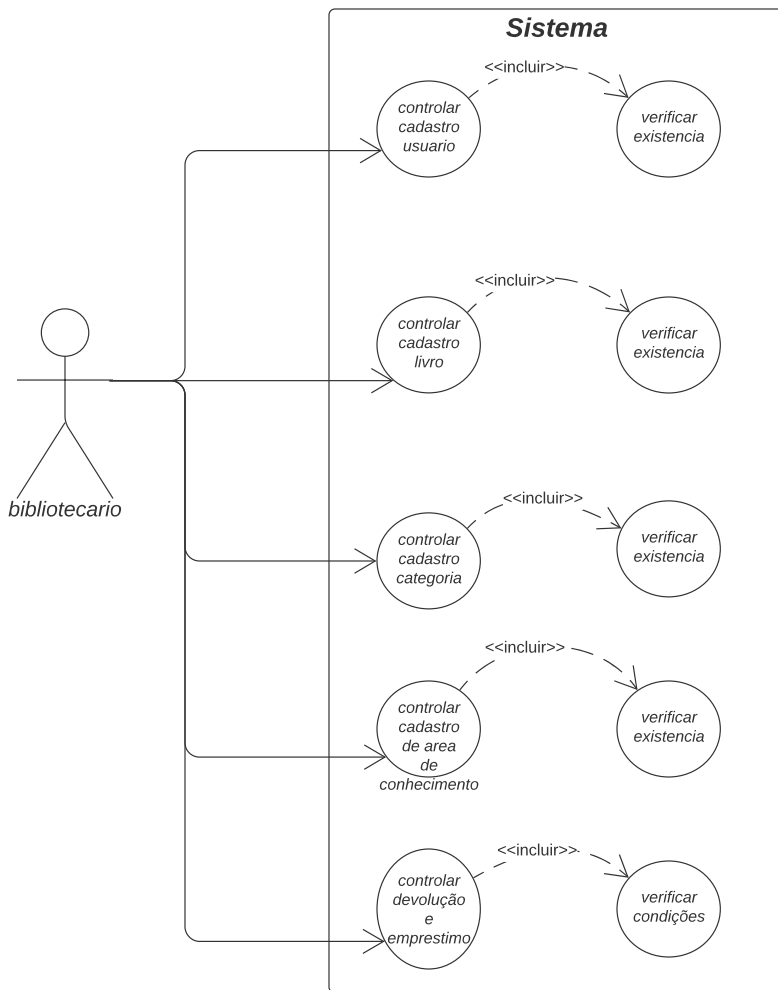 Sistema
<<incluir>>
controlar
cadastro
usuario
verificar
existencia
<<incluir>>
controlar
cadastro
livro
verificar
existencia
bibliotecario
<<incluir>>
controlar
cadastro
categoria
verificar
existencia
<<incluir>>
controlar
cadastro
de area
de
conhecimento
verificar
existencia
<<incluir>>
controlar
devolução
e
emprestimo
verificar
condições